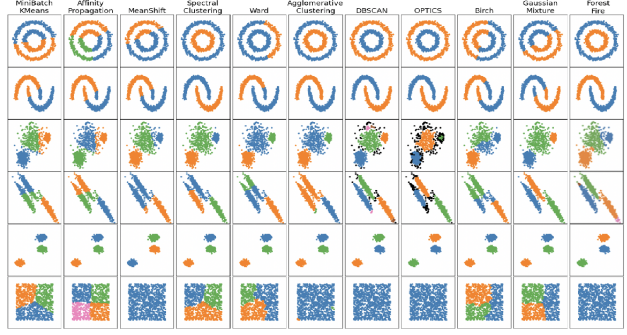 MiniBatch KMeans
Affinity Propagation
MeanShift
Spectral Clustering
Ward
Agglomerative Clustering
DBSCAN
OPTICS
Birch
Gaussian Mixture
Forest Fire